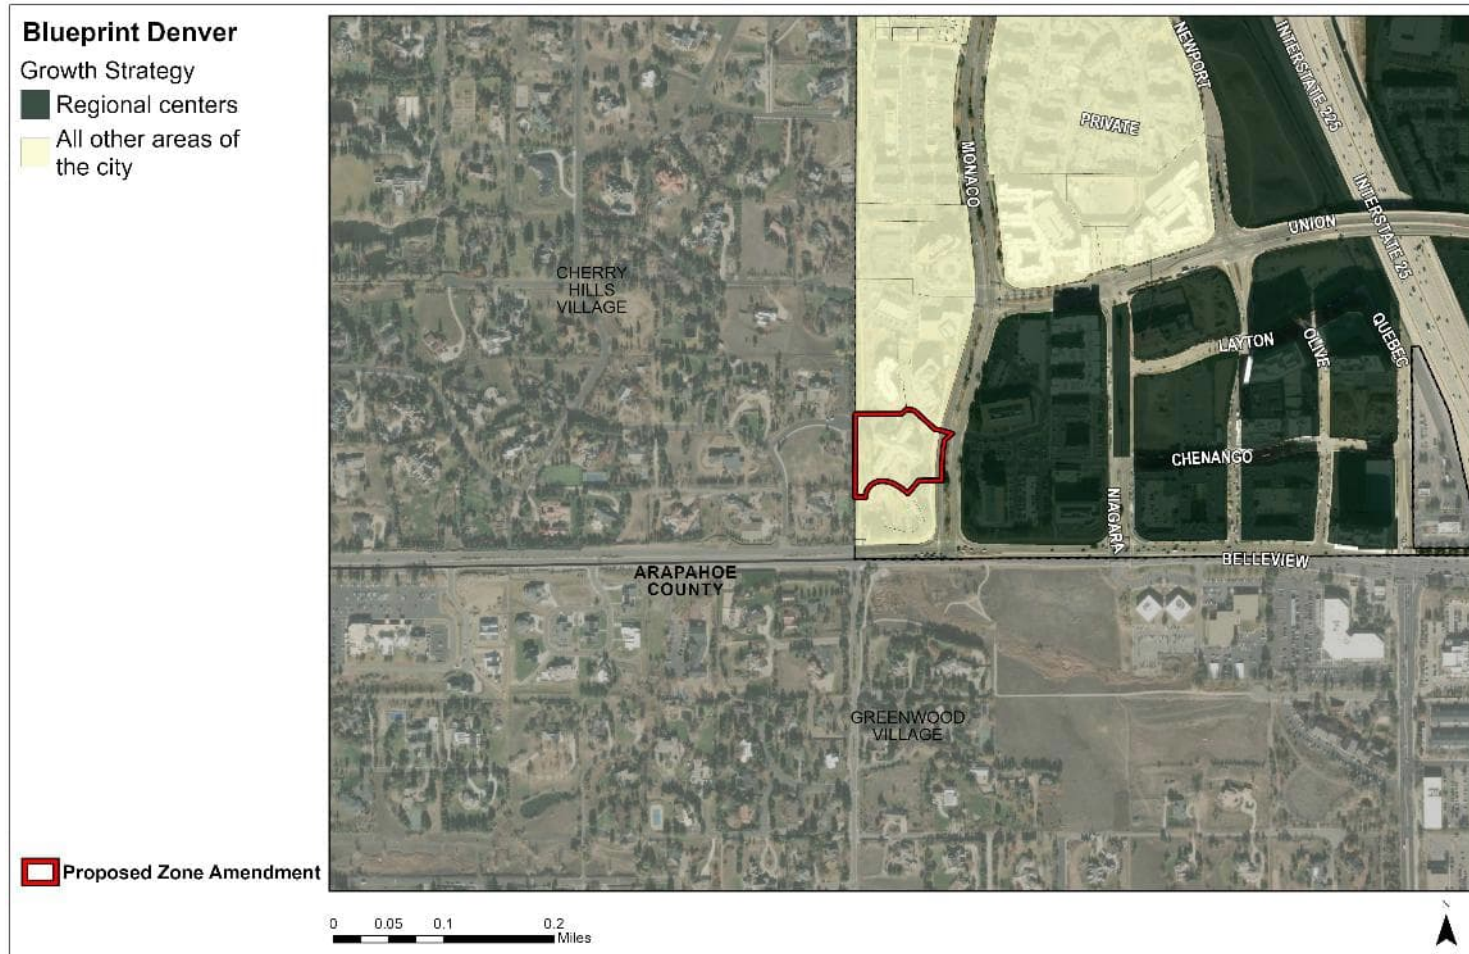 Blueprint Denver
Growth Strategy
Regional centers
All other areas of
the city
Proposed Zone Amendment
NEWPORT
INTERSTATE 225
PRIVATE
MONACO
INTERSTATE 25
UNION
CHERRY
HILLS
VILLAGE
LAYTON
OLIVE
QUEBEC
CHENANGO
NIAGARA
BELLEVIEW
ARAPAHOE
COUNTY
GREENWOOD
VILLAGE
0 0.05 0.1 0.2
Miles
N